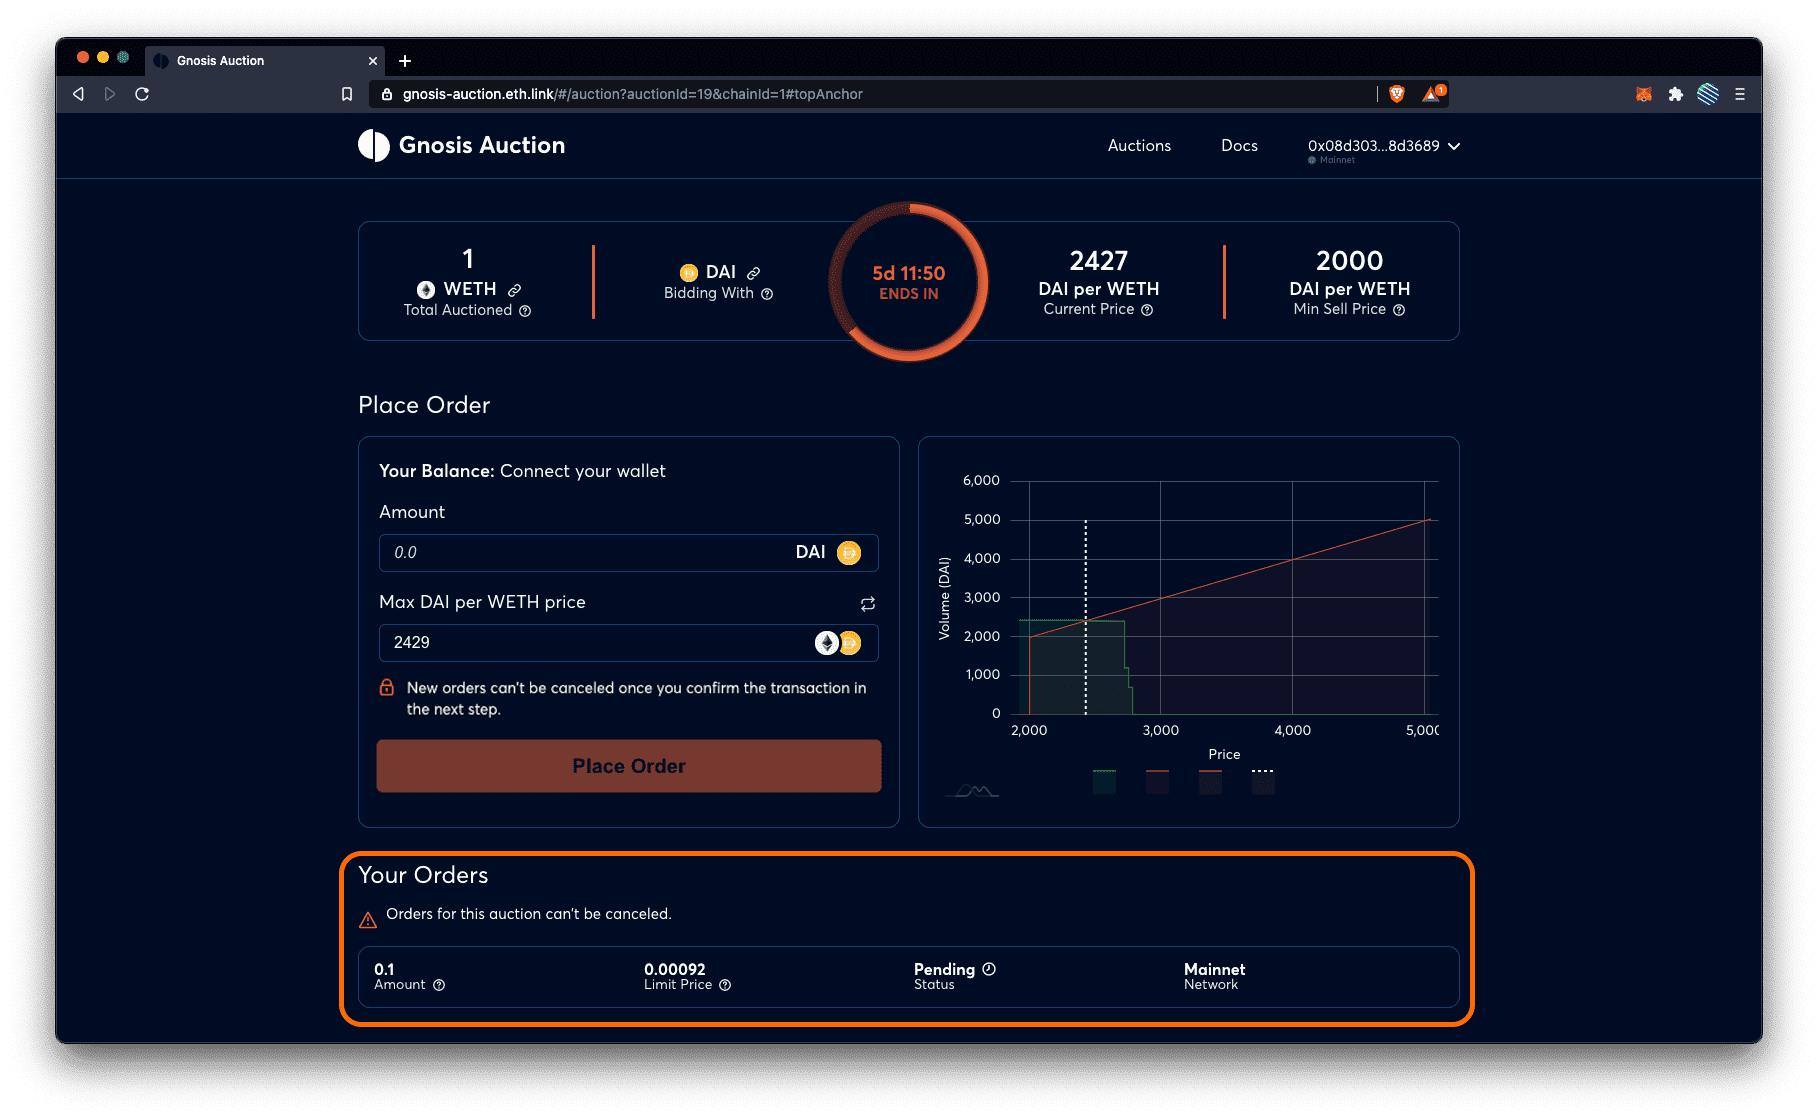 Gnosis Auction
gnosis-auction.eth.link/#/auction?auctionId=19&chainId=1#topAnchor
1
Gnosis Auction
Auctions
Docs
0x08d303...8d3689
Mainnet
1
WETH
Total Auctioned
DAI
Bidding With
5d 11:50
ENDS IN
2427
DAI per WETH
Current Price
2000
DAI per WETH
Min Sell Price
Place Order
Your Balance: Connect your wallet
Amount
0.0
DAI
Max DAI per WETH price
2429
New orders can't be canceled once you confirm the transaction in
the next step.
Place Order
Volume (DAI)
6,000
5,000
4,000
3,000
2,000
1,000
0
2,000
3,000
4,000
5,000
Price
Your Orders
Orders for this auction can't be canceled.
0.1
Amount
0.00092
Limit Price
Pending
Status
Mainnet
Network